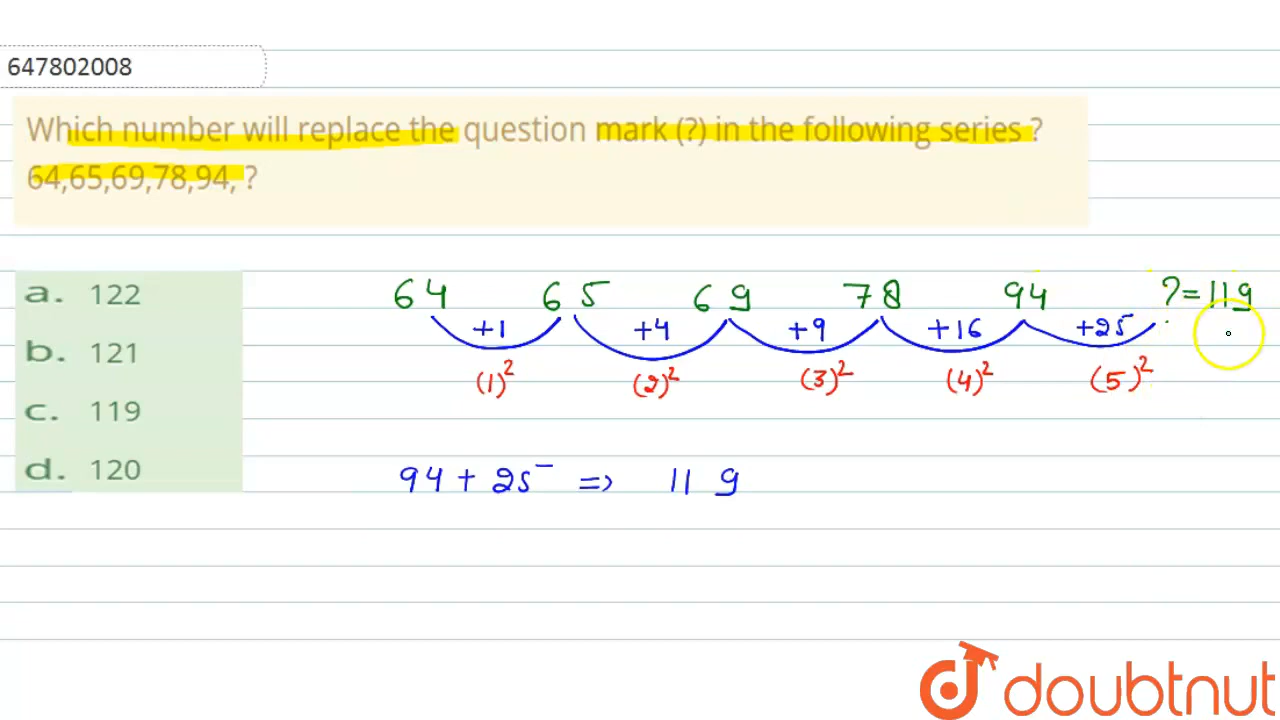 647802008
Which number will replace the question mark (?) in the following series ?
64,65,69,78,94, ?
a. 122
b. 121
c. 119
d. 120
64 65 69 78 94 ?=119
+1 +4 +9 +16 +25
(1)² (2)² (3)² (4)² (5)²
94 + 25 => 119
doubtnut